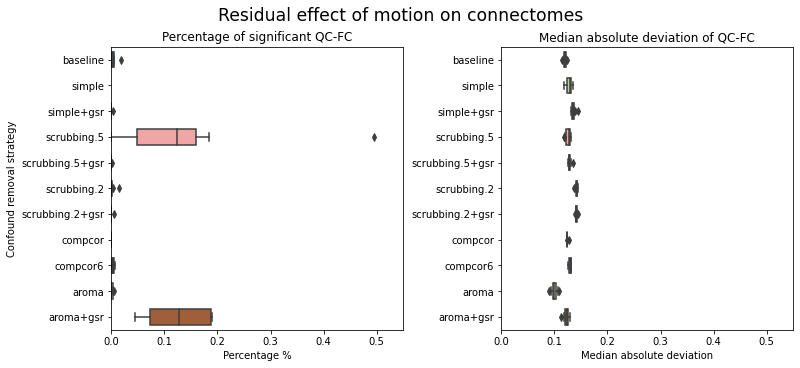 Residual effect of motion on connectomes
Percentage of significant QC-FC
Confound removal strategy
baseline
simple
simple+gsr
scrubbing.5
scrubbing.5+gsr
scrubbing.2
scrubbing.2+gsr
compcor
compcor6
aroma
aroma+gsr
0.0 0.1 0.2 0.3 0.4 0.5
Percentage %
Median absolute deviation of QC-FC
baseline
simple
simple+gsr
scrubbing.5
scrubbing.5+gsr
scrubbing.2
scrubbing.2+gsr
compcor
compcor6
aroma
aroma+gsr
0.0 0.1 0.2 0.3 0.4 0.5
Median absolute deviation